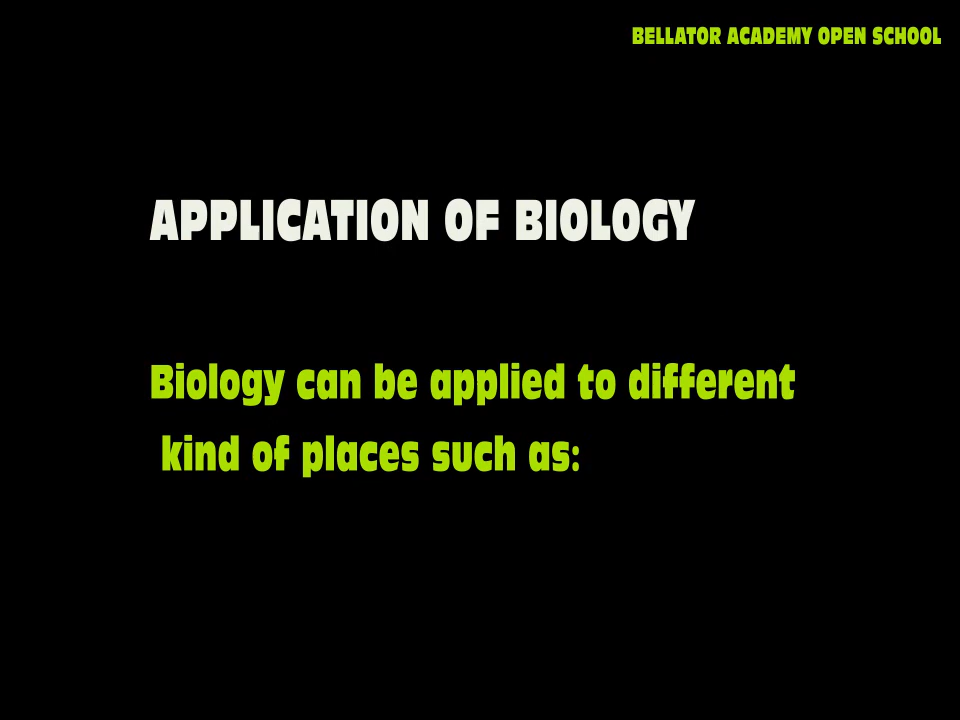 BELLATOR ACADEMY OPEN SCHOOL
APPLICATION OF BIOLOGY
Biology can be applied to different
kind of places such as: